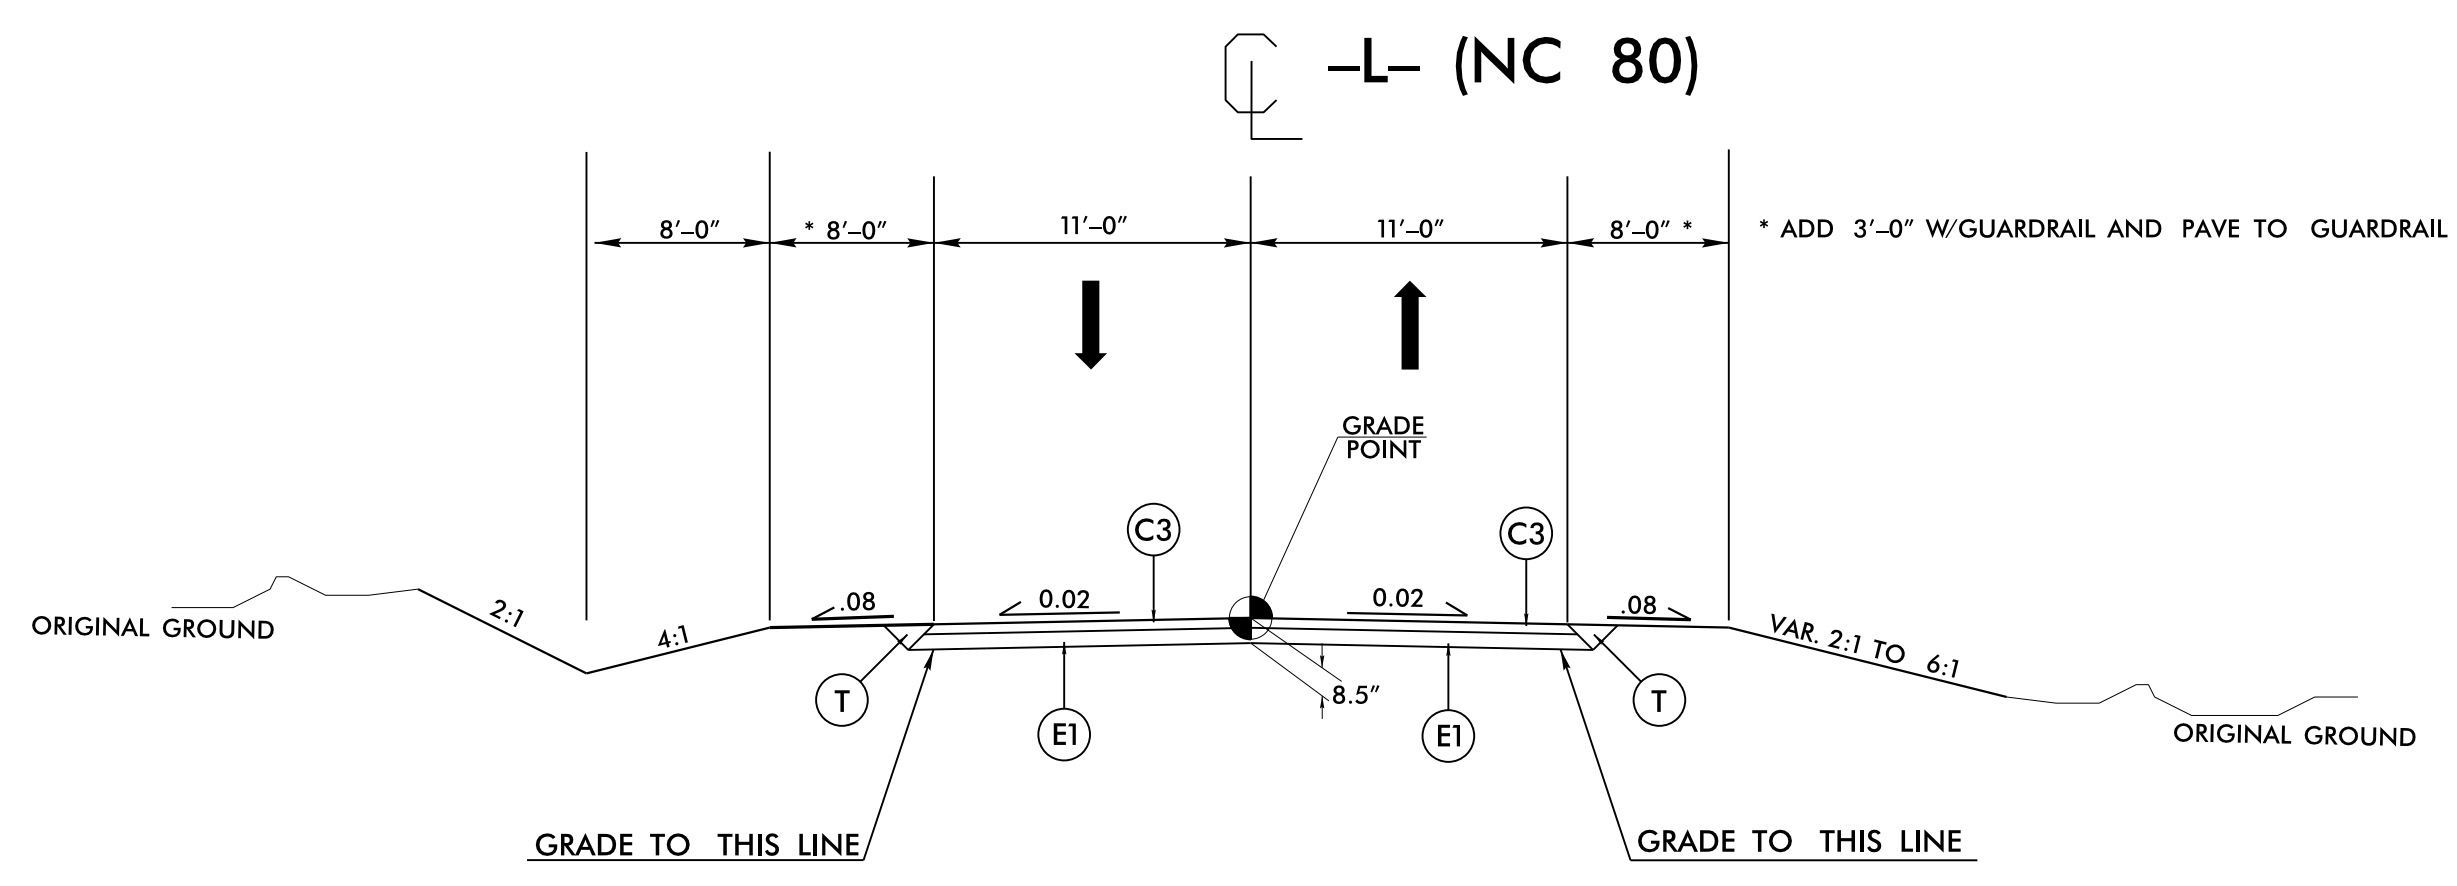 ℄ –L– (NC 80)
8'–0" * 8'–0" 11'–0" 11'–0" 8'–0" * * ADD 3'–0" W/GUARDRAIL AND PAVE TO GUARDRAIL
GRADE
POINT
C3 C3
ORIGINAL GROUND 2:1 4:1 .08 0.02 0.02 .08 VAR. 2:1 TO 6:1
T E1 8.5" E1 T ORIGINAL GROUND
GRADE TO THIS LINE GRADE TO THIS LINE